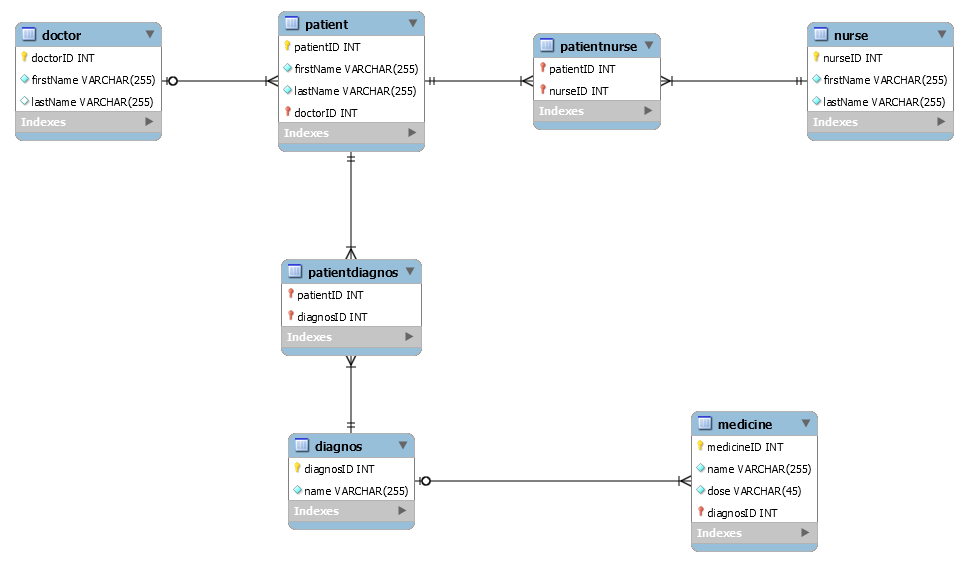 doctor
doctorID INT
firstName VARCHAR(255)
lastName VARCHAR(255)
Indexes
patient
patientID INT
firstName VARCHAR(255)
lastName VARCHAR(255)
doctorID INT
Indexes
patientnurse
patientID INT
nurseID INT
Indexes
nurse
nurseID INT
firstName VARCHAR(255)
lastName VARCHAR(255)
Indexes
patientdiagnos
patientID INT
diagnosID INT
Indexes
diagnos
diagnosID INT
name VARCHAR(255)
Indexes
medicine
medicineID INT
name VARCHAR(255)
dose VARCHAR(45)
diagnosID INT
Indexes